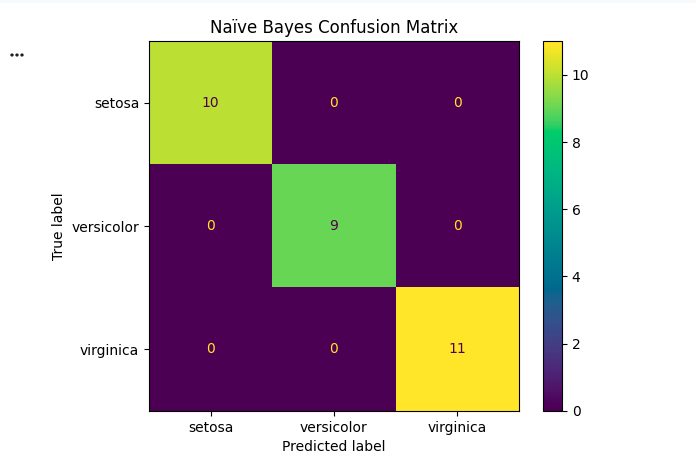 Naïve Bayes Confusion Matrix
...
setosa
10 0 0
versicolor
0 9 0
virginica
0 0 11
True label
setosa versicolor virginica
Predicted label
10
8
6
4
2
0